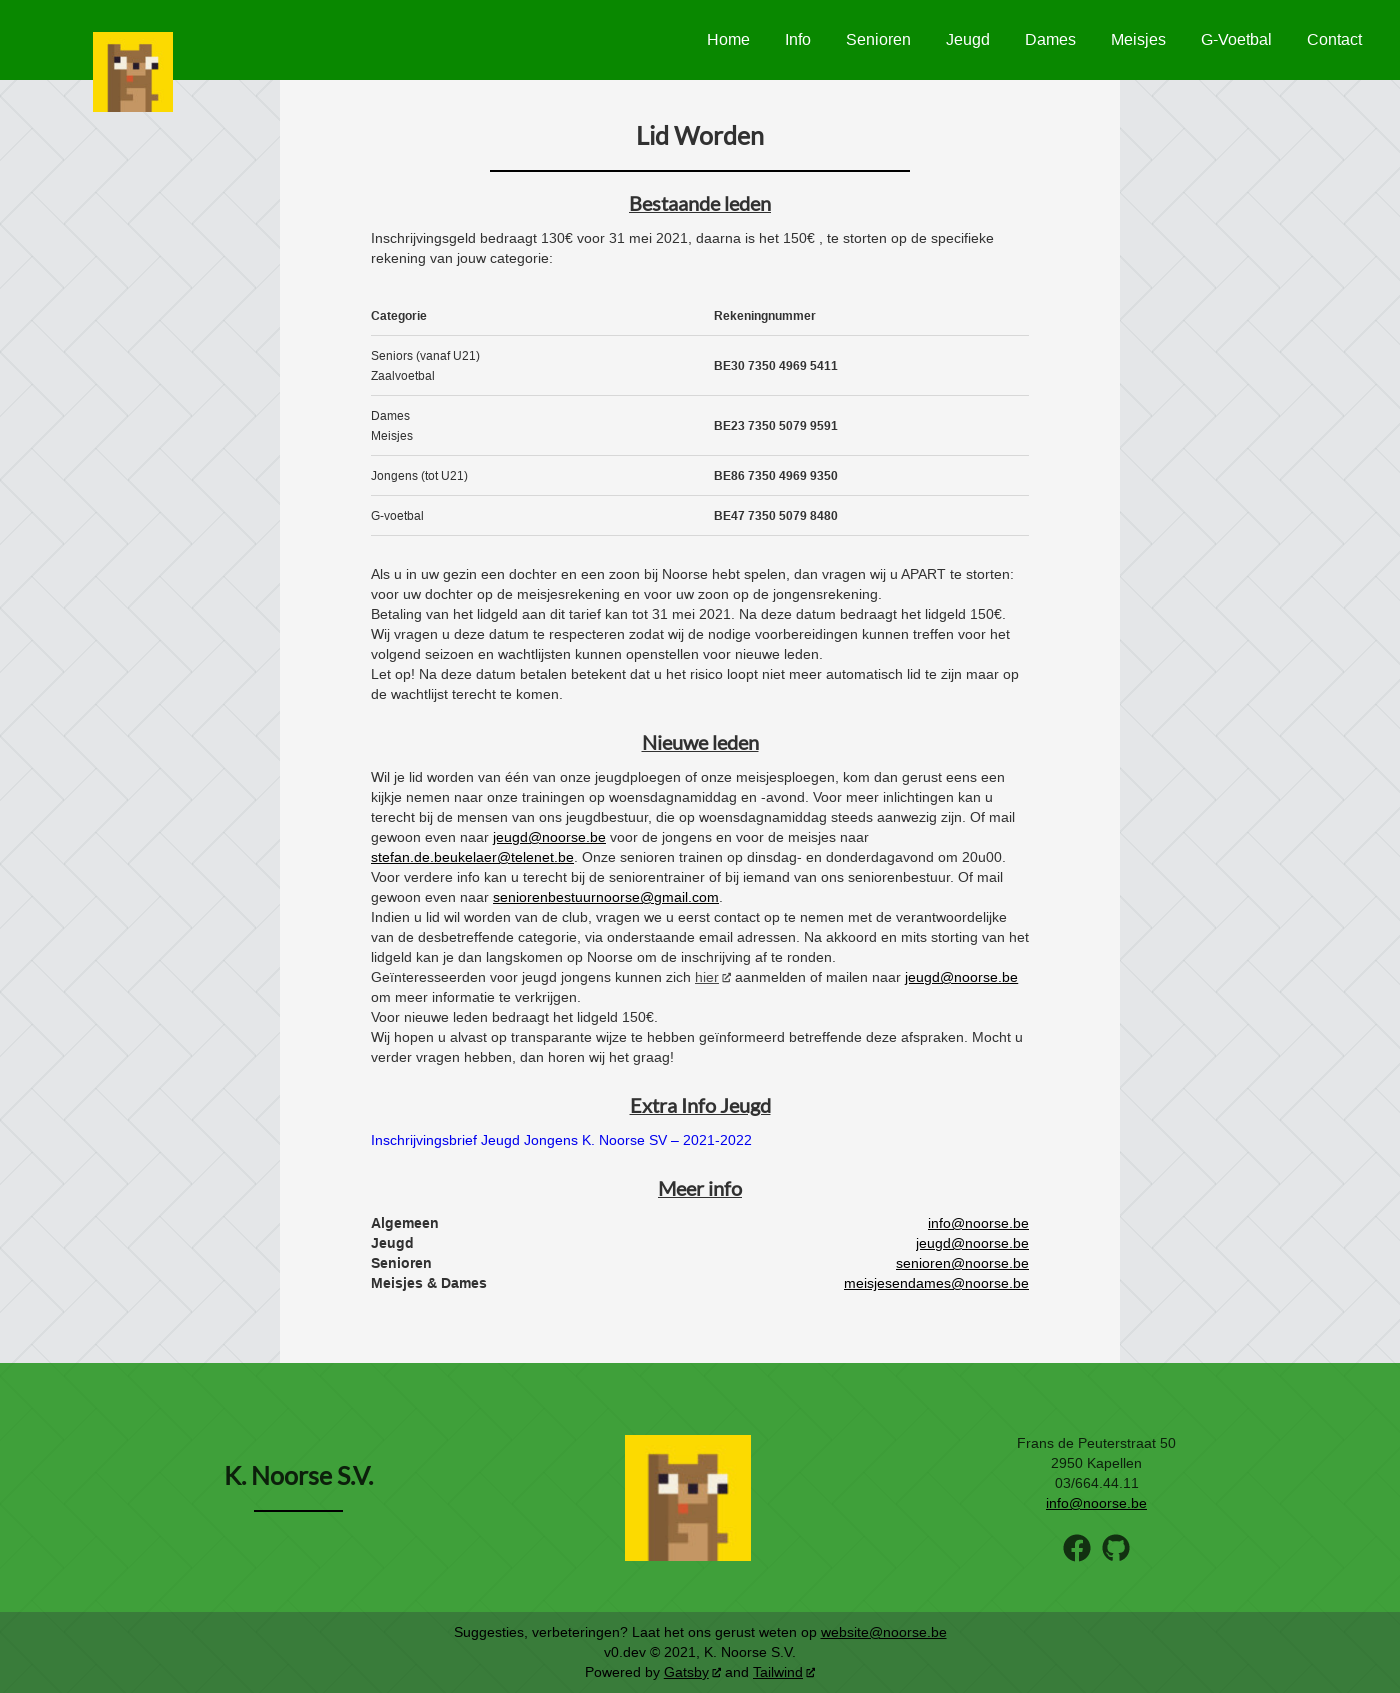 Home Info Senioren Jeugd Dames Meisjes G-Voetbal Contact
Lid Worden
Bestaande leden
Inschrijvingsgeld bedraagt 130€ voor 31 mei 2021, daarna is het 150€ , te storten op de specifieke
rekening van jouw categorie:
Categorie Rekeningnummer
Seniors (vanaf U21)
Zaalvoetbal
BE30 7350 4969 5411
Dames
Meisjes
BE23 7350 5079 9591
Jongens (tot U21) BE86 7350 4969 9350
G-voetbal BE47 7350 5079 8480
Als u in uw gezin een dochter en een zoon bij Noorse hebt spelen, dan vragen wij u APART te storten:
voor uw dochter op de meisjesrekening en voor uw zoon op de jongensrekening.
Betaling van het lidgeld aan dit tarief kan tot 31 mei 2021. Na deze datum bedraagt het lidgeld 150€.
Wij vragen u deze datum te respecteren zodat wij de nodige voorbereidingen kunnen treffen voor het
volgend seizoen en wachtlijsten kunnen openstellen voor nieuwe leden.
Let op! Na deze datum betalen betekent dat u het risico loopt niet meer automatisch lid te zijn maar op
de wachtlijst terecht te komen.
Nieuwe leden
Wil je lid worden van één van onze jeugdploegen of onze meisjesploegen, kom dan gerust eens een
kijkje nemen naar onze trainingen op woensdagnamiddag en -avond. Voor meer inlichtingen kan u
terecht bij de mensen van ons jeugdbestuur, die op woensdagnamiddag steeds aanwezig zijn. Of mail
gewoon even naar jeugd@noorse.be voor de jongens en voor de meisjes naar
stefan.de.beukelaer@telenet.be. Onze senioren trainen op dinsdag- en donderdagavond om 20u00.
Voor verdere info kan u terecht bij de seniorentrainer of bij iemand van ons seniorenbestuur. Of mail
gewoon even naar seniorenbestuurnoorse@gmail.com.
Indien u lid wil worden van de club, vragen we u eerst contact op te nemen met de verantwoordelijke
van de desbetreffende categorie, via onderstaande email adressen. Na akkoord en mits storting van het
lidgeld kan je dan langskomen op Noorse om de inschrijving af te ronden.
Geïnteresseerden voor jeugd jongens kunnen zich hier aanmelden of mailen naar jeugd@noorse.be
om meer informatie te verkrijgen.
Voor nieuwe leden bedraagt het lidgeld 150€.
Wij hopen u alvast op transparante wijze te hebben geïnformeerd betreffende deze afspraken. Mocht u
verder vragen hebben, dan horen wij het graag!
Extra Info Jeugd
Inschrijvingsbrief Jeugd Jongens K. Noorse SV – 2021-2022
Meer info
Algemeen info@noorse.be
Jeugd jeugd@noorse.be
Senioren senioren@noorse.be
Meisjes & Dames meisjesendames@noorse.be
K. Noorse S.V.
Frans de Peuterstraat 50
2950 Kapellen
03/664.44.11
info@noorse.be
Suggesties, verbeteringen? Laat het ons gerust weten op website@noorse.be
v0.dev © 2021, K. Noorse S.V.
Powered by Gatsby and Tailwind